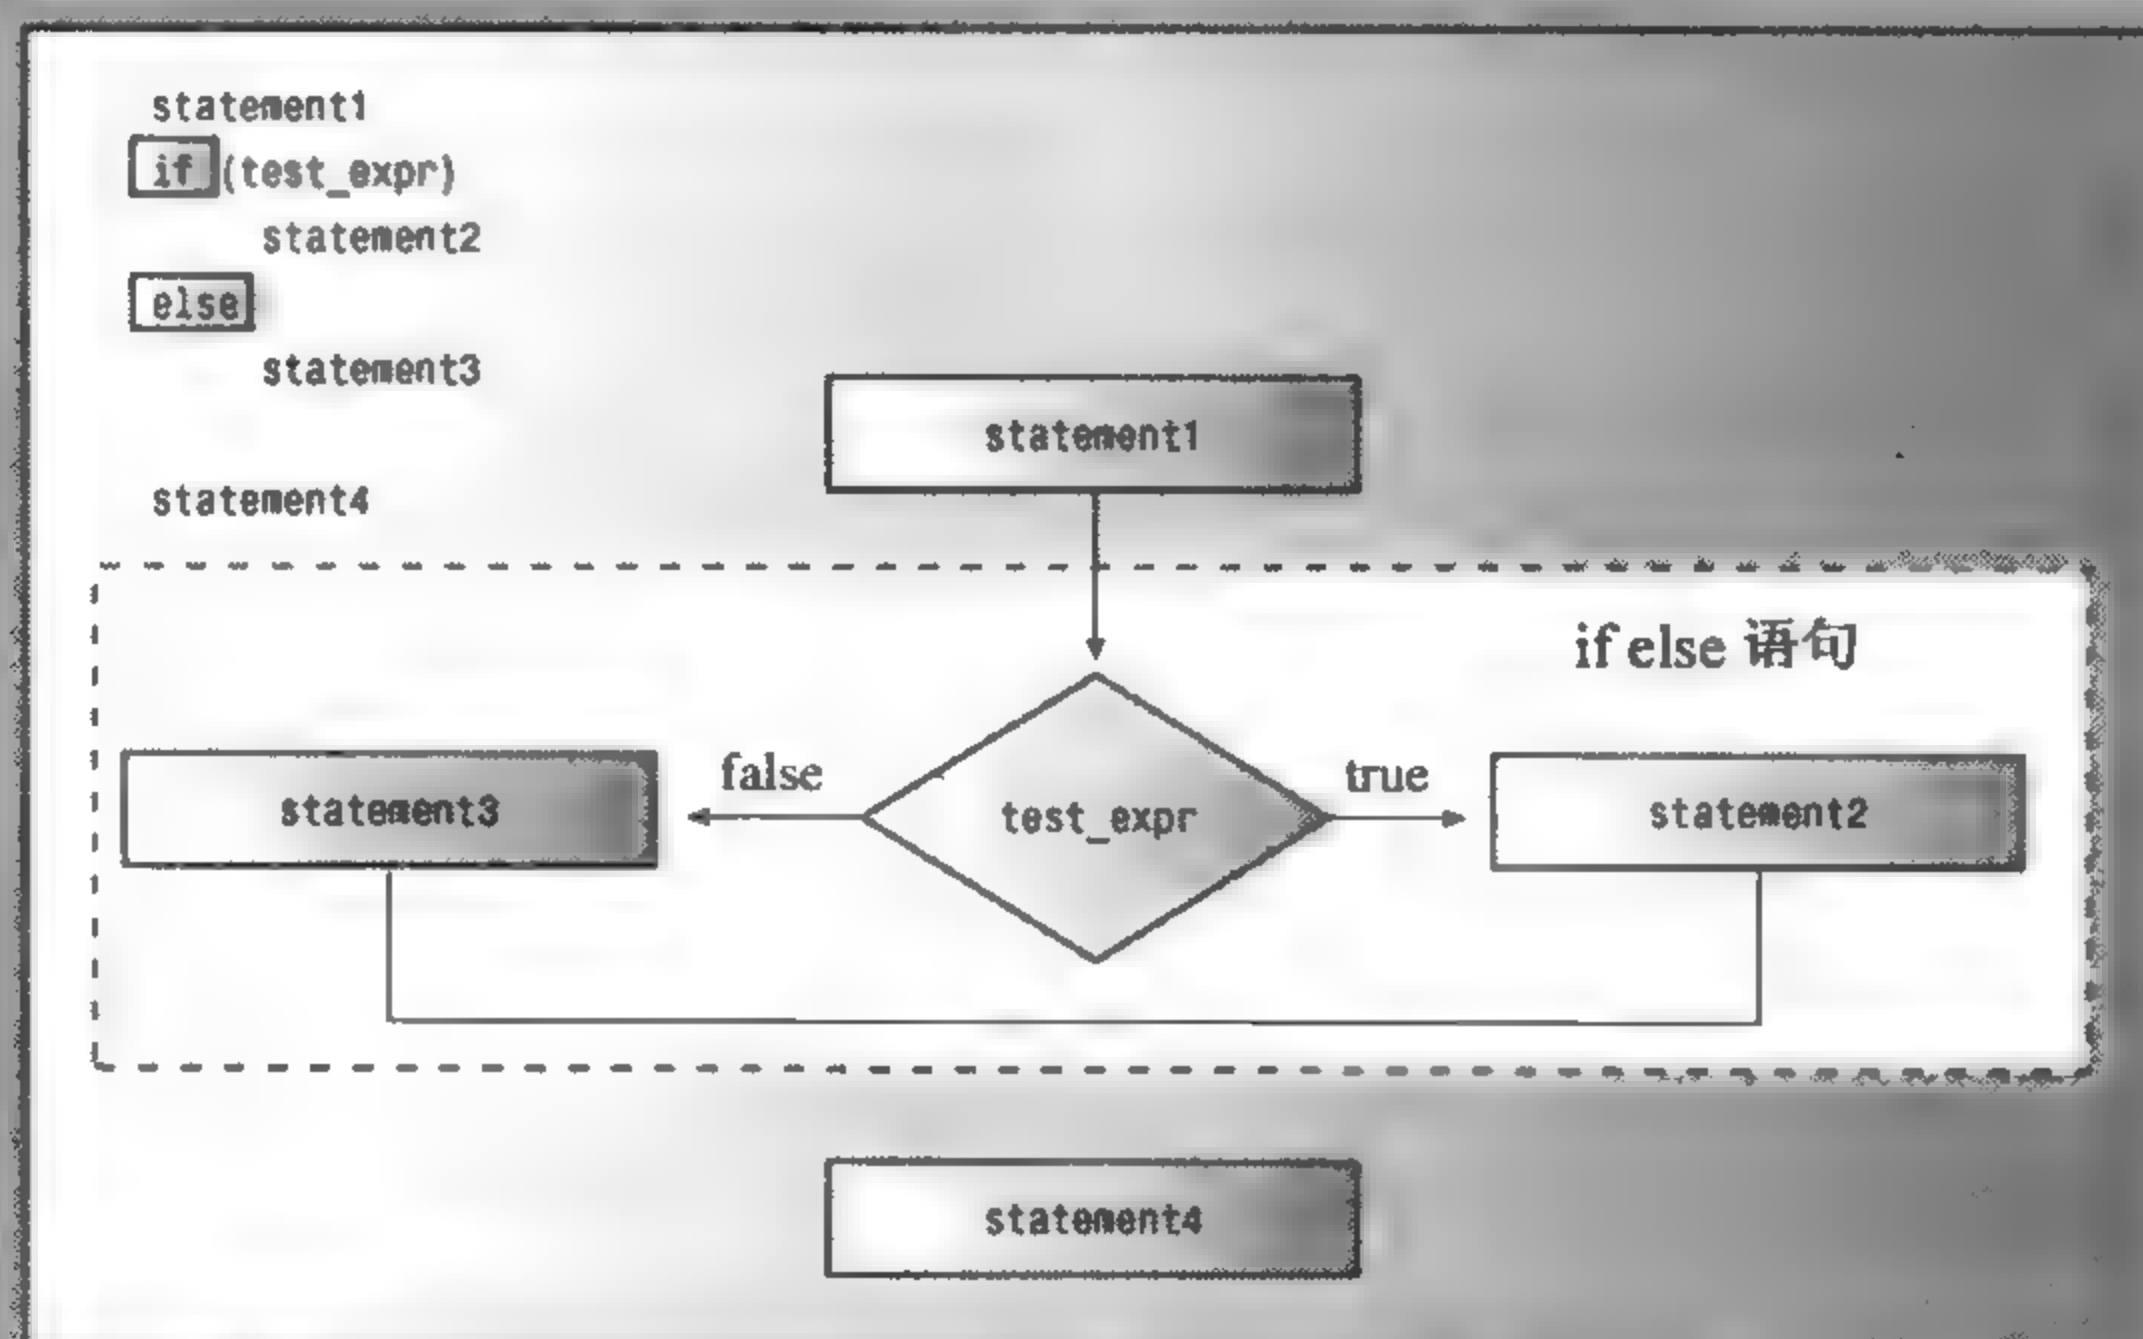 statement1
if (test_expr)
statement2
else
statement3
statement4
statement1
if else 语句
false
true
statement3
test_expr
statement2
statement4